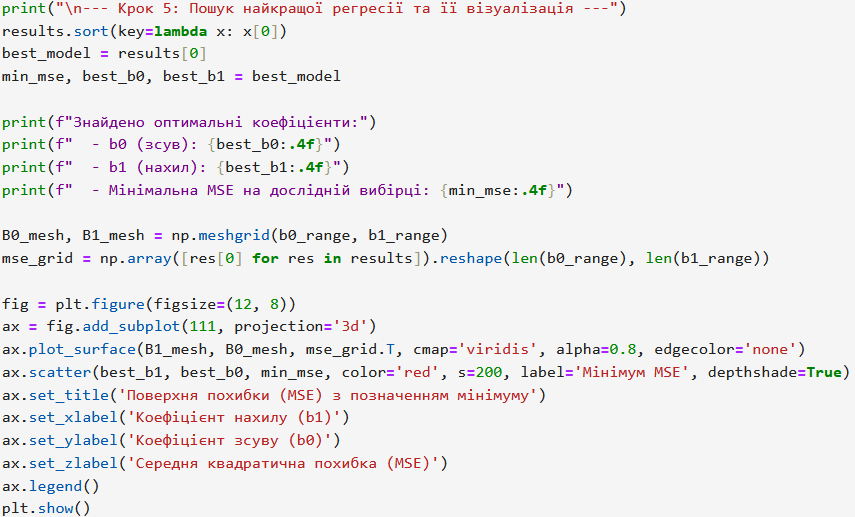 print("\n--- Крок 5: Пошук найкращої регресії та її візуалізація ---")
results.sort(key=lambda x: x[0])
best_model = results[0]
min_mse, best_b0, best_b1 = best_model
print(f"Знайдено оптимальні коефіцієнти:")
print(f"  - b0 (зсув): {best_b0:.4f}")
print(f"  - b1 (нахил): {best_b1:.4f}")
print(f"  - Мінімальна MSE на дослідній вибірці: {min_mse:.4f}")
B0_mesh, B1_mesh = np.meshgrid(b0_range, b1_range)
mse_grid = np.array([res[0] for res in results]).reshape(len(b0_range), len(b1_range))
fig = plt.figure(figsize=(12, 8))
ax = fig.add_subplot(111, projection='3d')
ax.plot_surface(B1_mesh, B0_mesh, mse_grid.T, cmap='viridis', alpha=0.8, edgecolor='none')
ax.scatter(best_b1, best_b0, min_mse, color='red', s=200, label='Мінімум MSE', depthshade=True)
ax.set_title('Поверхня похибки (MSE) з позначенням мінімуму')
ax.set_xlabel('Коефіцієнт нахилу (b1)')
ax.set_ylabel('Коефіцієнт зсуву (b0)')
ax.set_zlabel('Середня квадратична похибка (MSE)')
ax.legend()
plt.show()